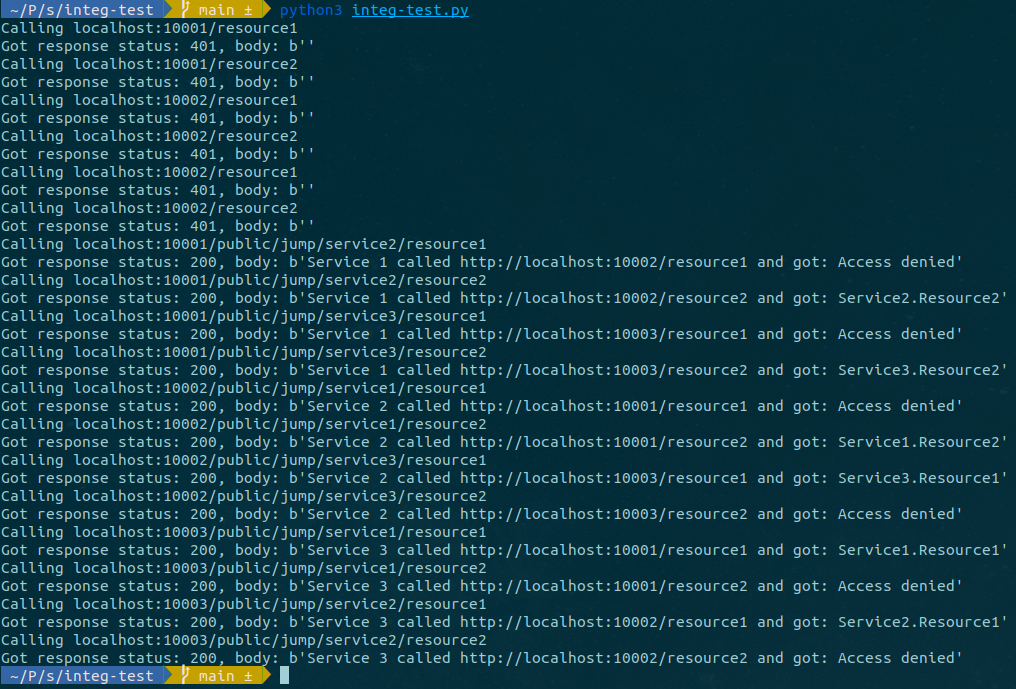 ~/P/s/integ-test main ± python3 integ-test.py
Calling localhost:10001/resource1
Got response status: 401, body: b''
Calling localhost:10001/resource2
Got response status: 401, body: b''
Calling localhost:10002/resource1
Got response status: 401, body: b''
Calling localhost:10002/resource2
Got response status: 401, body: b''
Calling localhost:10002/resource1
Got response status: 401, body: b''
Calling localhost:10002/resource2
Got response status: 401, body: b''
Calling localhost:10001/public/jump/service2/resource1
Got response status: 200, body: b'Service 1 called http://localhost:10002/resource1 and got: Access denied'
Calling localhost:10001/public/jump/service2/resource2
Got response status: 200, body: b'Service 1 called http://localhost:10002/resource2 and got: Service2.Resource2'
Calling localhost:10001/public/jump/service3/resource1
Got response status: 200, body: b'Service 1 called http://localhost:10003/resource1 and got: Access denied'
Calling localhost:10001/public/jump/service3/resource2
Got response status: 200, body: b'Service 1 called http://localhost:10003/resource2 and got: Service3.Resource2'
Calling localhost:10002/public/jump/service1/resource1
Got response status: 200, body: b'Service 2 called http://localhost:10001/resource1 and got: Access denied'
Calling localhost:10002/public/jump/service1/resource2
Got response status: 200, body: b'Service 2 called http://localhost:10001/resource2 and got: Service1.Resource2'
Calling localhost:10002/public/jump/service3/resource1
Got response status: 200, body: b'Service 2 called http://localhost:10003/resource1 and got: Service3.Resource1'
Calling localhost:10002/public/jump/service3/resource2
Got response status: 200, body: b'Service 2 called http://localhost:10003/resource2 and got: Access denied'
Calling localhost:10003/public/jump/service1/resource1
Got response status: 200, body: b'Service 3 called http://localhost:10001/resource1 and got: Service1.Resource1'
Calling localhost:10003/public/jump/service1/resource2
Got response status: 200, body: b'Service 3 called http://localhost:10001/resource2 and got: Access denied'
Calling localhost:10003/public/jump/service2/resource1
Got response status: 200, body: b'Service 3 called http://localhost:10002/resource1 and got: Service2.Resource1'
Calling localhost:10003/public/jump/service2/resource2
Got response status: 200, body: b'Service 3 called http://localhost:10002/resource2 and got: Access denied'
~/P/s/integ-test main ±